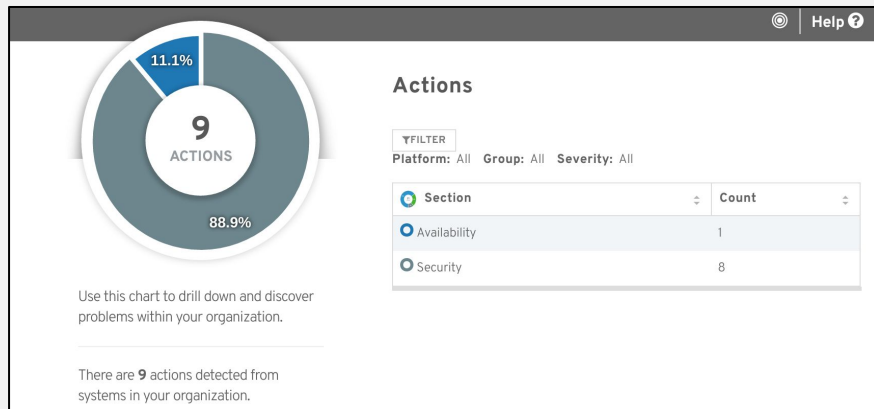 Help
11.1%
9
ACTIONS
88.9%
Use this chart to drill down and discover
problems within your organization.
There are 9 actions detected from
systems in your organization.
Actions
FILTER
Platform: All Group: All Severity: All
Section Count
Availability 1
Security 8